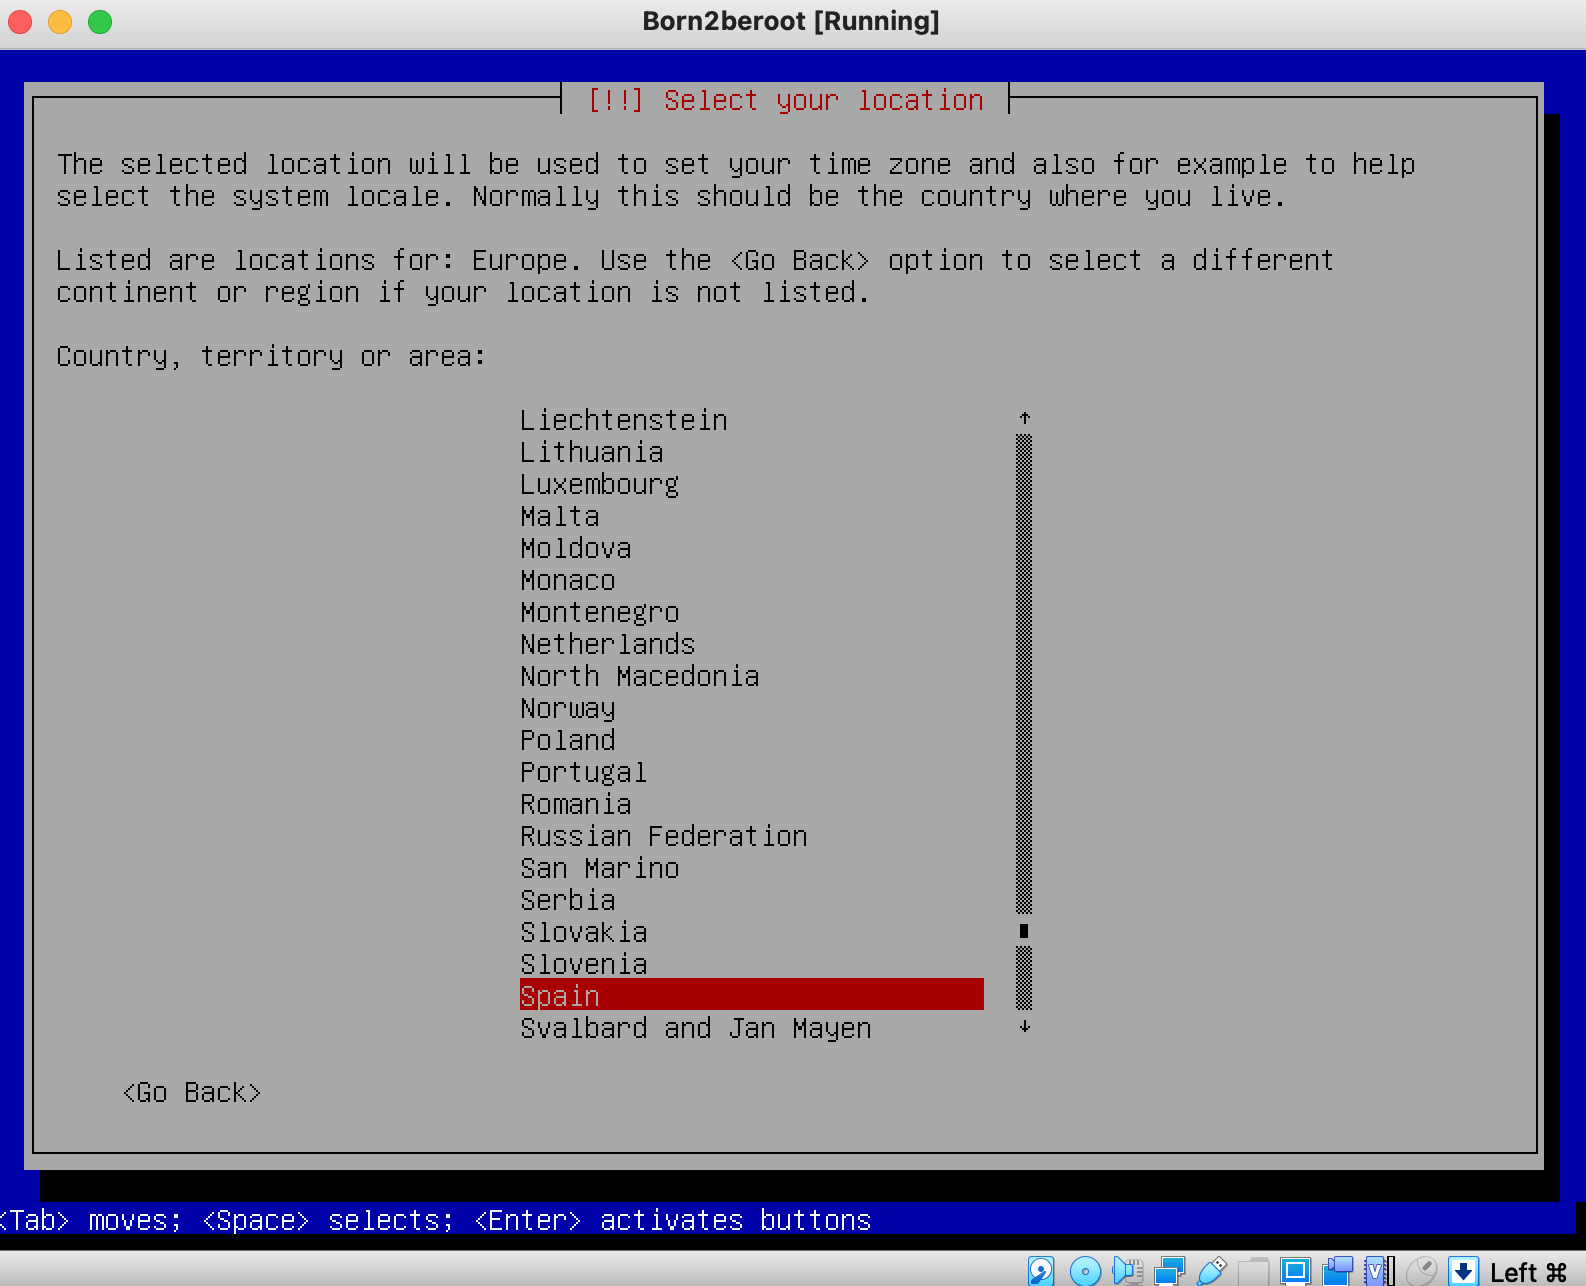 Born2beroot [Running]
[!!] Select your location
The selected location will be used to set your time zone and also for example to help
select the system locale. Normally this should be the country where you live.
Listed are locations for: Europe. Use the <Go Back> option to select a different
continent or region if your location is not listed.
Country, territory or area:
Liechtenstein
Lithuania
Luxembourg
Malta
Moldova
Monaco
Montenegro
Netherlands
North Macedonia
Norway
Poland
Portugal
Romania
Russian Federation
San Marino
Serbia
Slovakia
Slovenia
Spain
Svalbard and Jan Mayen
<Go Back>
<Tab> moves; <Space> selects; <Enter> activates buttons
Left ⌘